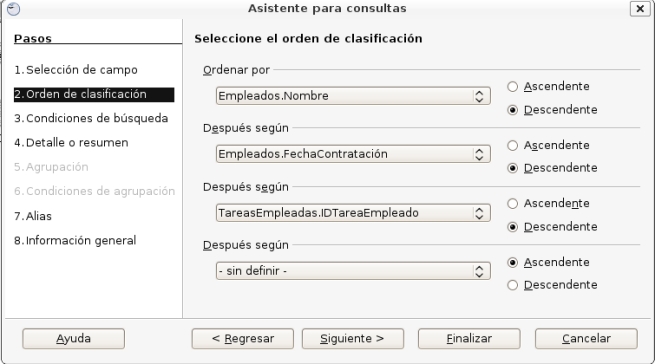 Asistente para consultas
Pasos
1. Selección de campo
2. Orden de clasificación
3. Condiciones de búsqueda
4. Detalle o resumen
5. Agrupación
6. Condiciones de agrupación
7. Alias
8. Información general
Seleccione el orden de clasificación
Ordenar por
Empleados.Nombre
Ascendente
Descendente
Después según
Empleados.FechaContratación
Ascendente
Descendente
Después según
TareasEmpleadas.IDTareaEmpleado
Ascendente
Descendente
Después según
- sin definir -
Ascendente
Descendente
Ayuda
< Regresar
Siguiente >
Finalizar
Cancelar